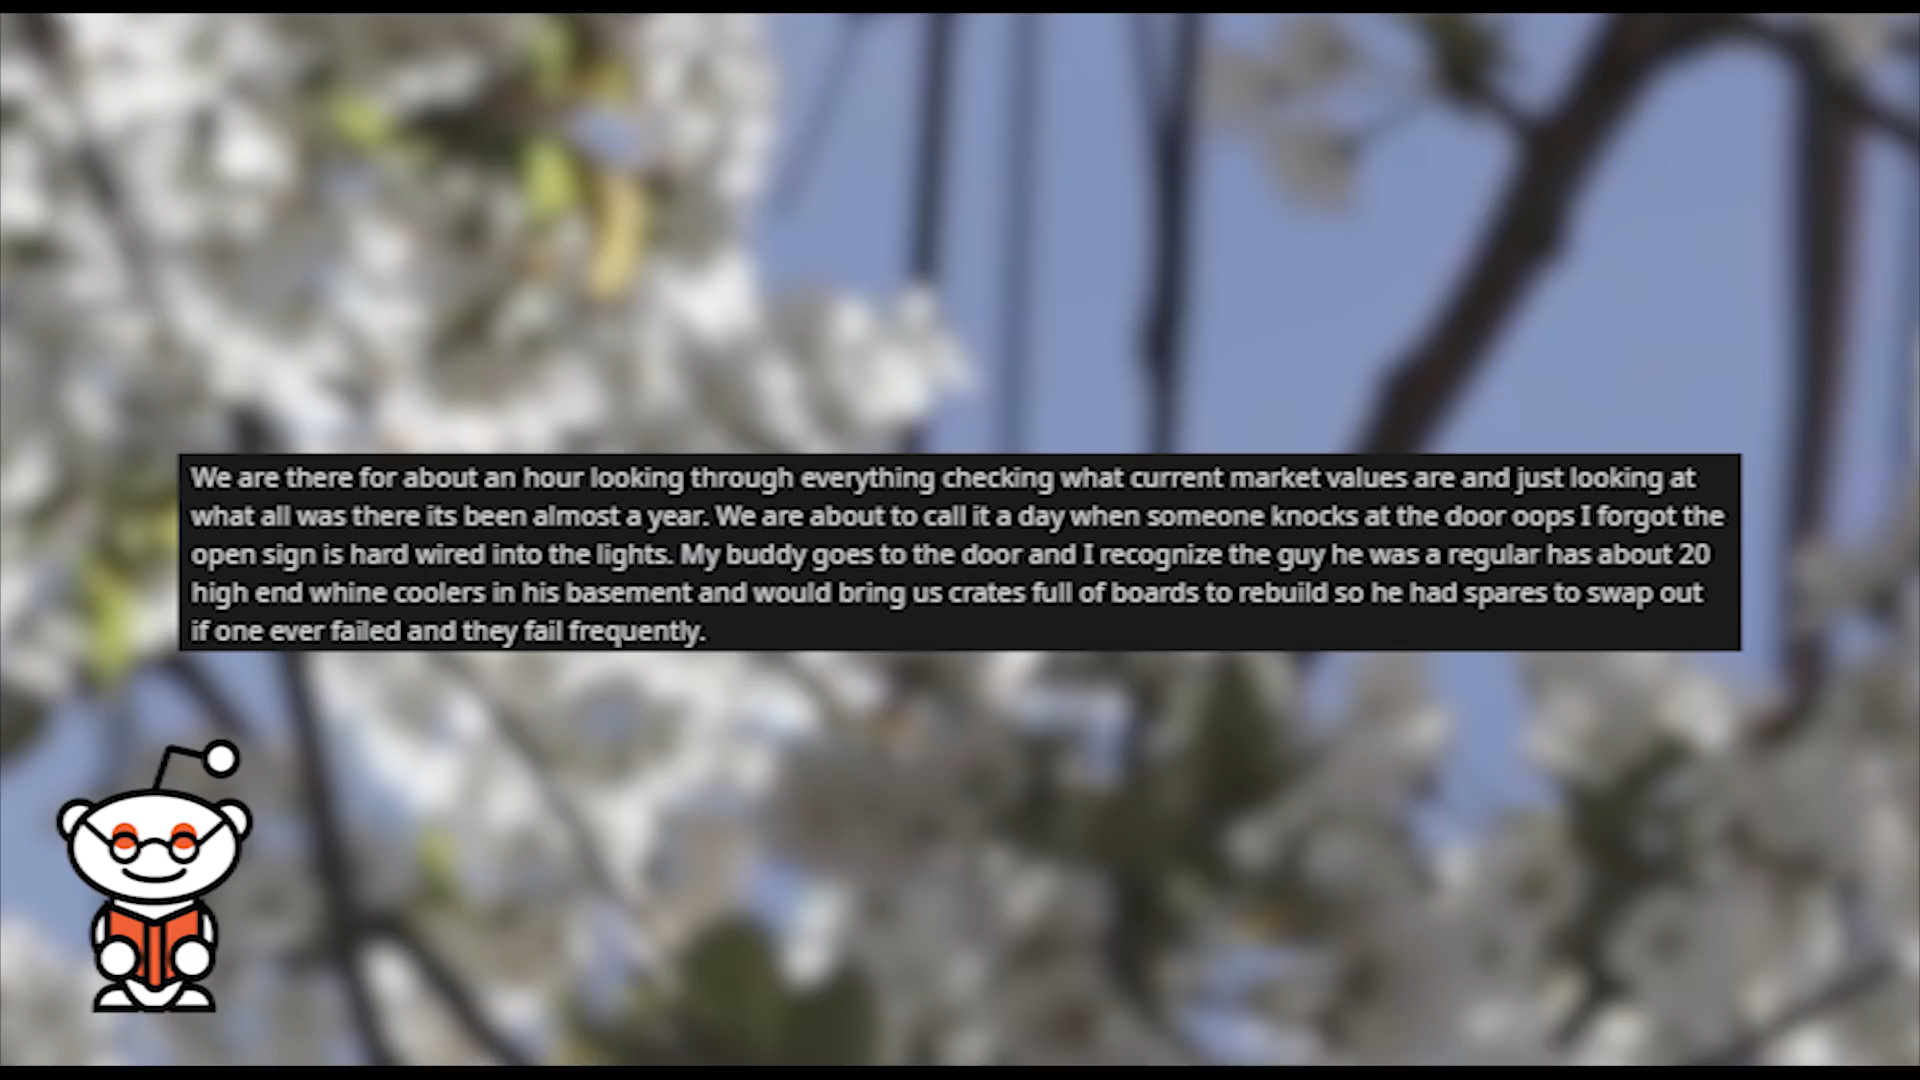 We are there for about an hour looking through everything checking what current market values are and just looking at
what all was there its been almost a year. We are about to call it a day when someone knocks at the door oops I forgot the
open sign is hard wired into the lights. My buddy goes to the door and I recognize the guy he was a regular has about 20
high end whine coolers in his basement and would bring us crates full of boards to rebuild so he had spares to swap out
if one ever failed and they fail frequently.